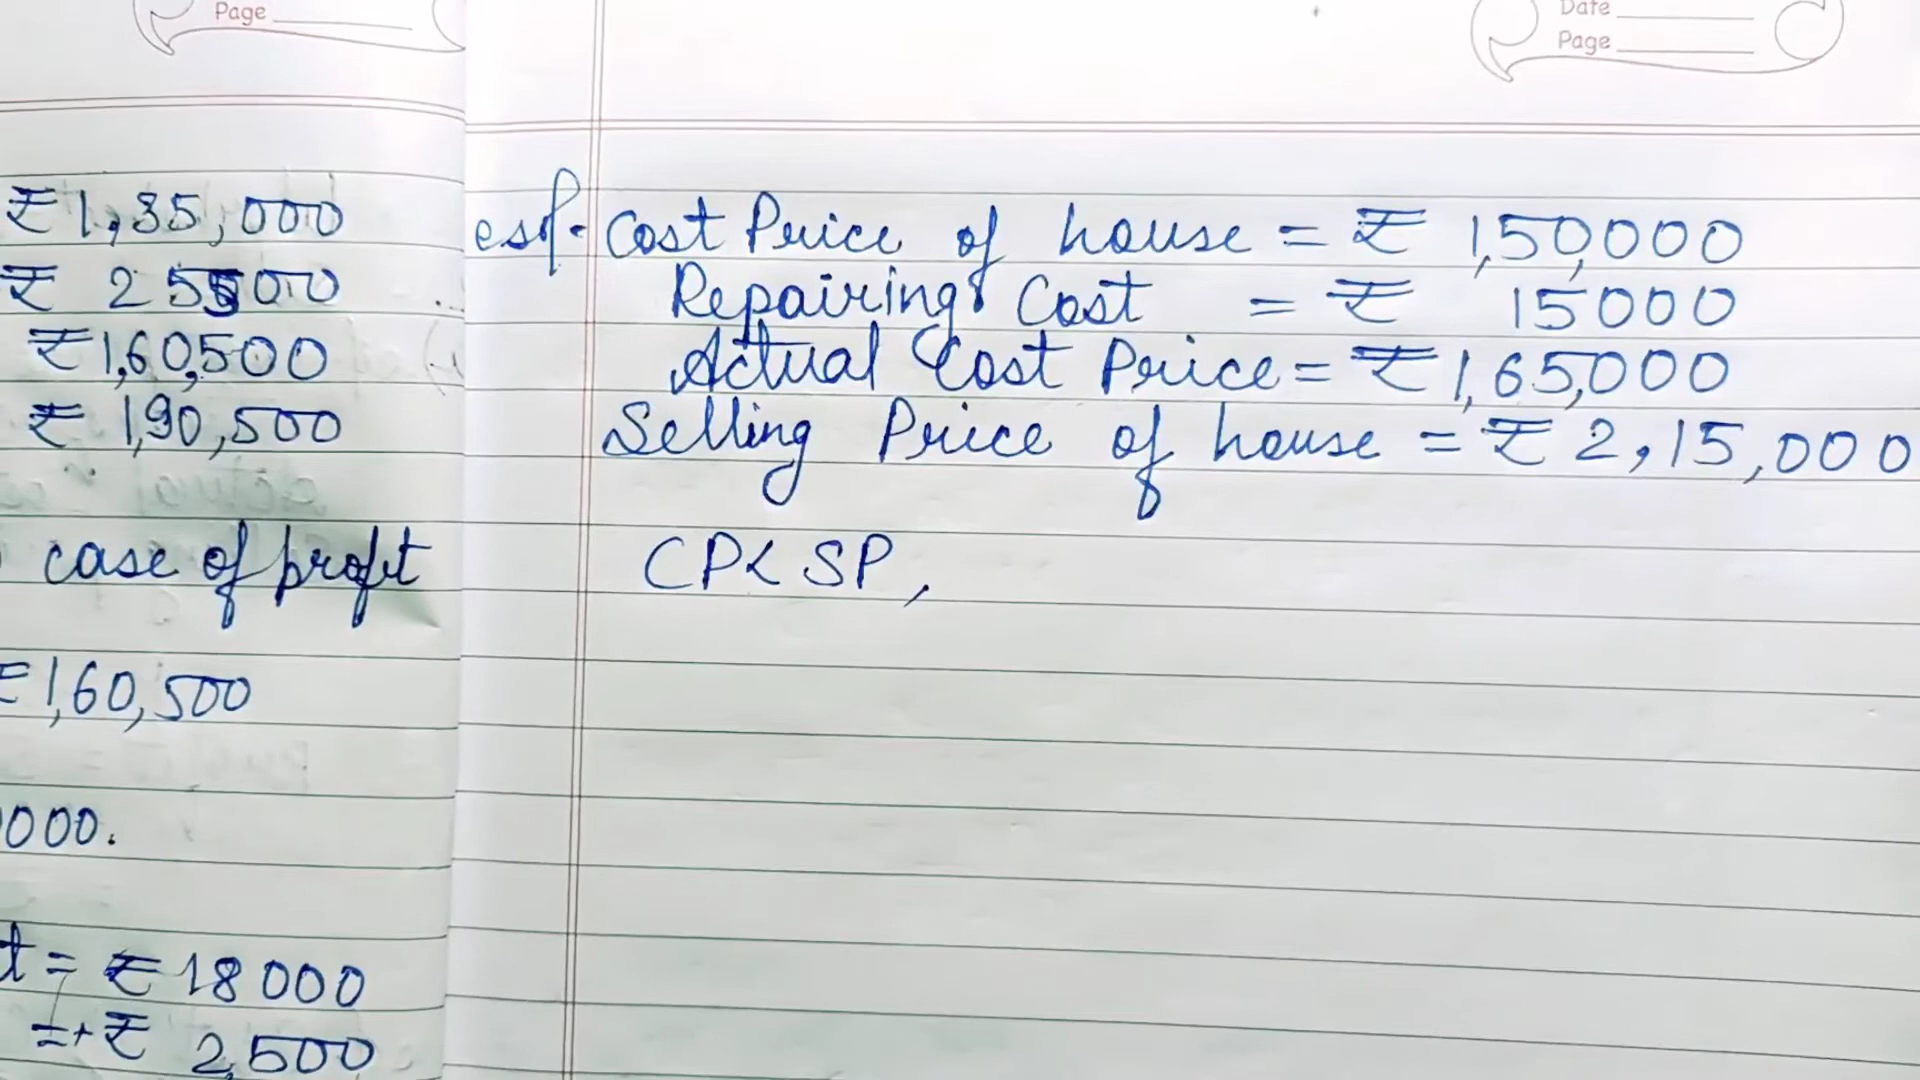 Page
Date
Page
₹1,35,000
₹ 25500
₹1,60,500
₹ 1,90,500
case of profit
₹1,60,500
000.
t = ₹ 18000
=+ ₹ 2,500
Cost Price of house = ₹ 1,50,000
Repairing Cost = ₹ 15000
Actual Cost Price = ₹1,65,000
Selling Price of house = ₹ 2,15,000
CP< SP,